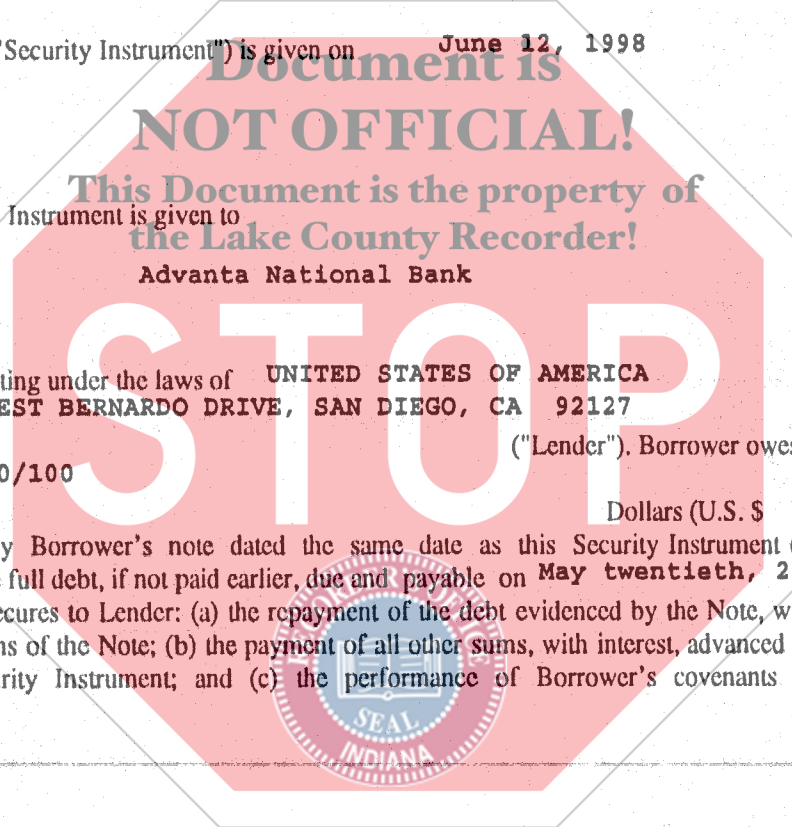 "Security Instrument") is given on June 12, 1998
Document is
NOT OFFICIAL!
This Document is the property of
Instrument is given to
the Lake County Recorder!
Advanta National Bank
STOP
ting under the laws of UNITED STATES OF AMERICA
EST BERNARDO DRIVE, SAN DIEGO, CA 92127
("Lender"). Borrower owes
0/100
Dollars (U.S. $
y Borrower's note dated the same date as this Security Instrument (
full debt, if not paid earlier, due and payable on May twentieth, 2
cures to Lender: (a) the repayment of the debt evidenced by the Note, w
ns of the Note; (b) the payment of all other sums, with interest, advanced
rity Instrument; and (c) the performance of Borrower's covenants
RECORDER'S OFFICE
SEAL
INDIANA